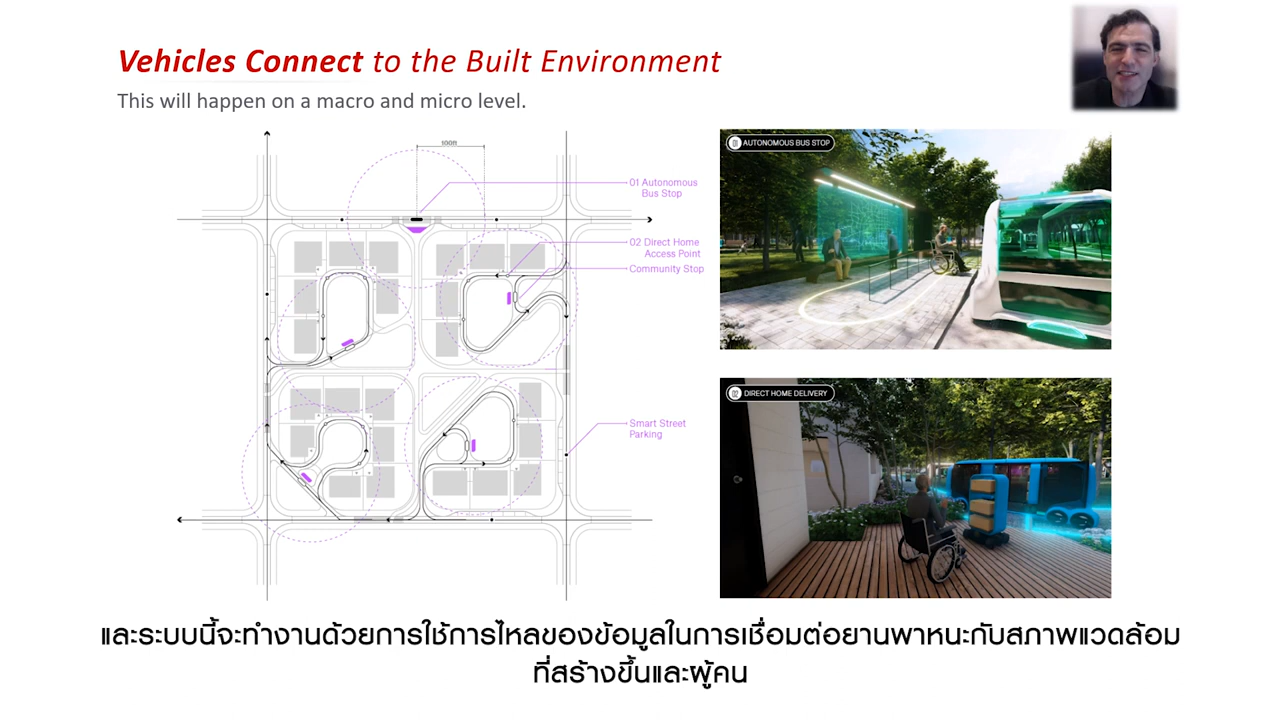 Vehicles Connect to the Built Environment
This will happen on a macro and micro level.
100ft
01 Autonomous
Bus Stop
02 Direct Home
Access Point
Community Stop
Smart Street
Parking
AUTONOMOUS BUS STOP
DIRECT HOME DELIVERY
และระบบนี้จะทำงานด้วยการใช้การไหลของข้อมูลในการเชื่อมต่อยานพาหนะกับสภาพแวดล้อม
ที่สร้างขึ้นและผู้คน